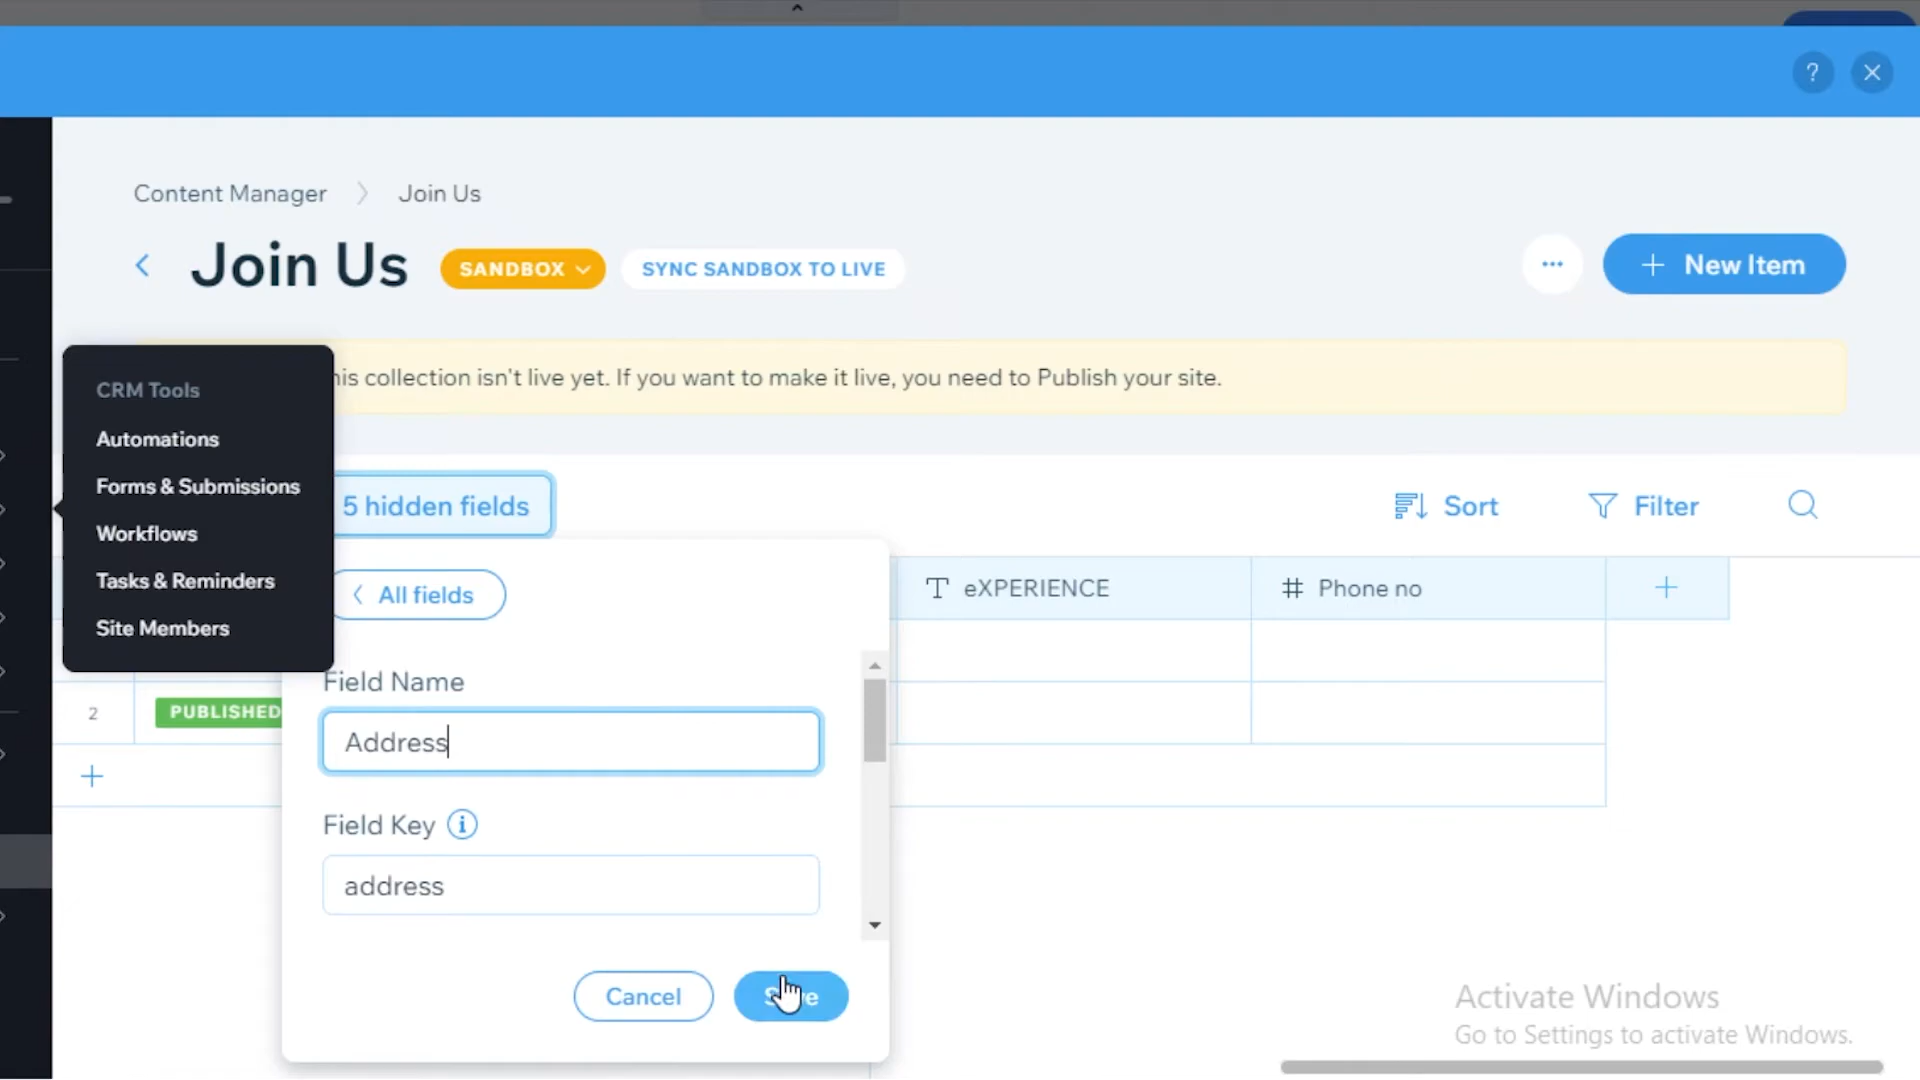 ?
Content Manager > Join Us
Join Us
SANDBOX
SYNC SANDBOX TO LIVE
...
+ New Item
CRM Tools
Automations
Forms & Submissions
Workflows
Tasks & Reminders
Site Members
his collection isn't live yet. If you want to make it live, you need to Publish your site.
5 hidden fields
Sort
Filter
All fields
T eXPERIENCE
# Phone no
+
Field Name
2
PUBLISHED
Address
+
Field Key
i
address
Cancel
Activate Windows
Go to Settings to activate Windows.